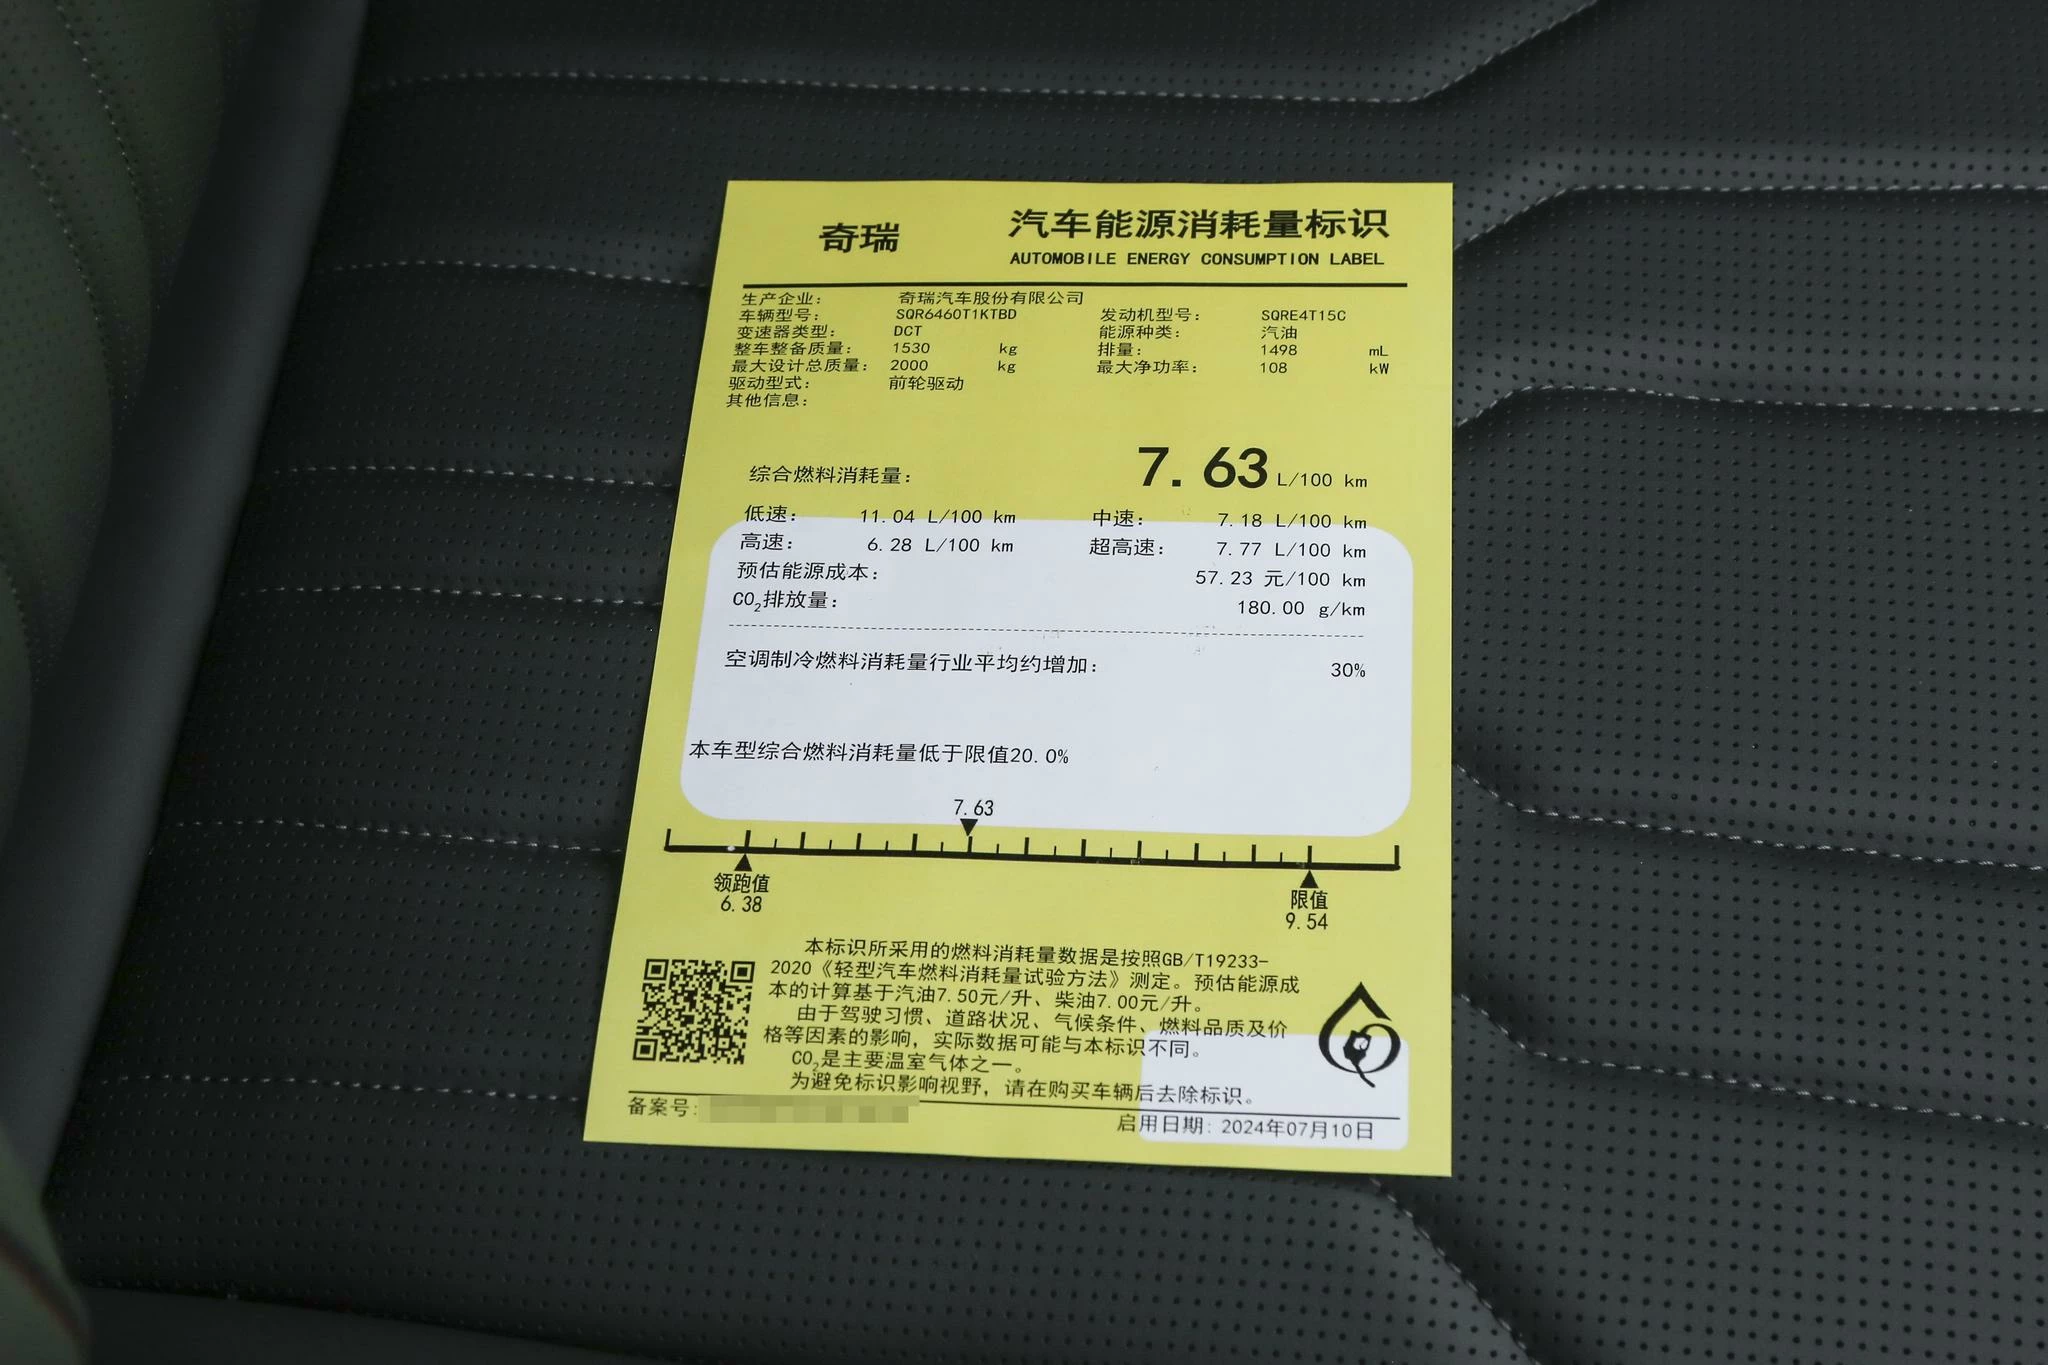 奇瑞
汽车能源消耗量标识
AUTOMOBILE ENERGY CONSUMPTION LABEL
生产企业: 奇瑞汽车股份有限公司
车辆型号: SQR6460T1KTBD 发动机型号: SQRE4T15C
变速器类型: DCT 能源种类: 汽油
整车整备质量: 1530 kg 排量: 1498 mL
最大设计总质量: 2000 kg 最大净功率: 108 kW
驱动型式: 前轮驱动
其他信息:
综合燃料消耗量: 7.63 L/100 km
低速: 11.04 L/100 km 中速: 7.18 L/100 km
高速: 6.28 L/100 km 超高速: 7.77 L/100 km
预估能源成本: 57.23 元/100 km
CO₂排放量: 180.00 g/km
空调制冷燃料消耗量行业平均约增加: 30%
本车型综合燃料消耗量低于限值20.0%
7.63
领跑值
6.38
限值
9.54
本标识所采用的燃料消耗量数据是按照GB/T19233-
2020《轻型汽车燃料消耗量试验方法》测定。预估能源成
本的计算基于汽油7.50元/升、柴油7.00元/升。
由于驾驶习惯、道路状况、气候条件、燃料品质及价
格等因素的影响，实际数据可能与本标识不同。
CO₂是主要温室气体之一。
为避免标识影响视野，请在购买车辆后去除标识。
备案号:
启用日期: 2024年07月10日